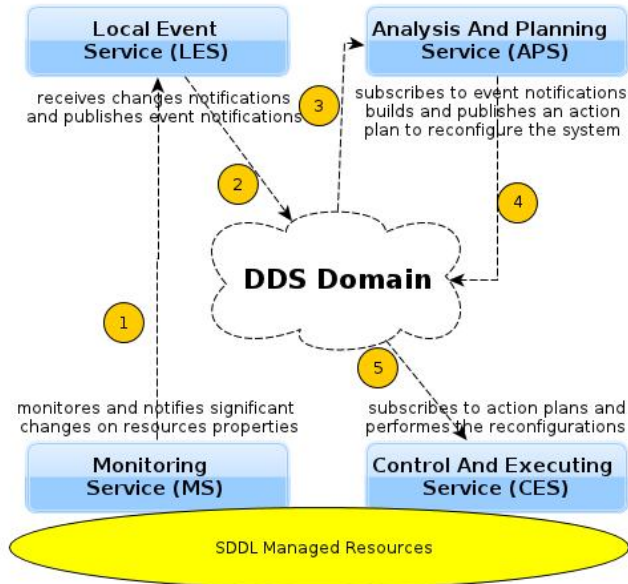 Local Event
Service (LES)
Analysis And Planning
Service (APS)
receives changes notifications
and publishes event notifications
3
subscribes to event notifications
builds and publishes an action
plan to reconfigure the system
2
4
DDS Domain
1
5
monitores and notifies significant
changes on resources properties
subscribes to action plans and
performes the reconfigurations
Monitoring
Service (MS)
Control And Executing
Service (CES)
SDDL Managed Resources